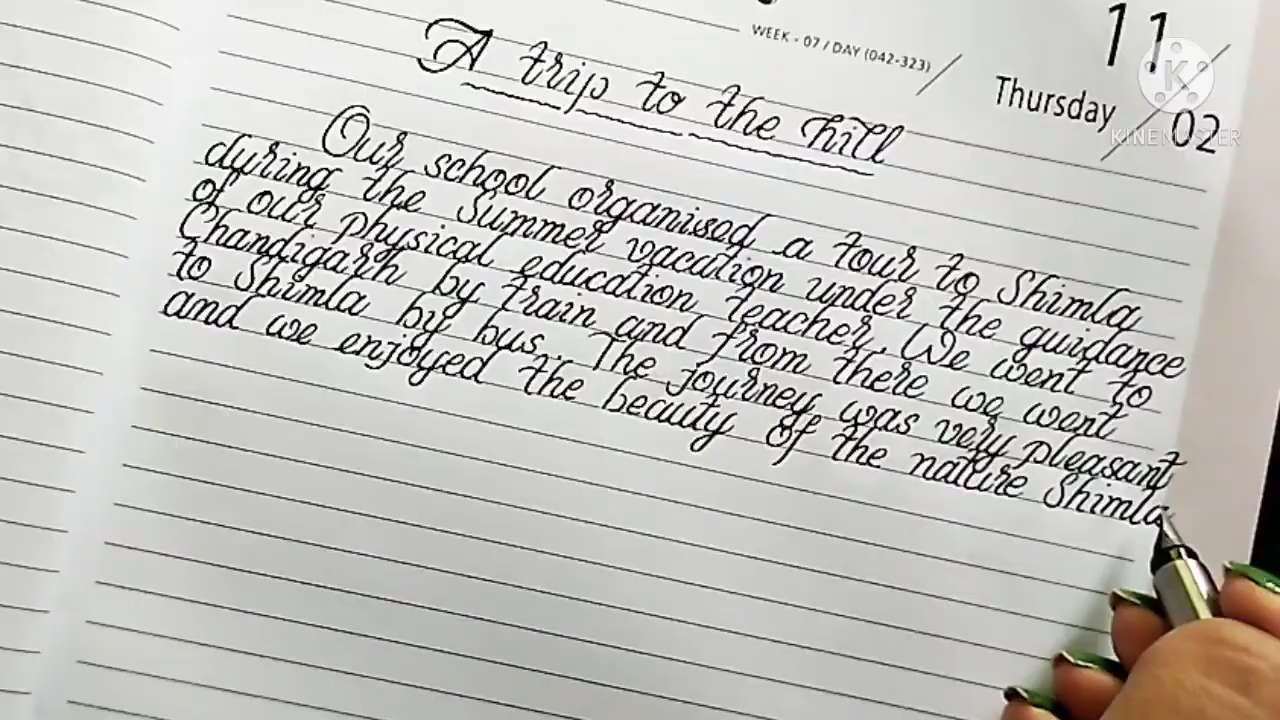 WEEK - 07 / DAY (042-323)
11
Thursday
02
KINEMASTER
A trip to the hill
Our school organised a tour to Shimla
during the Summer vacation under the guidance
of our physical education teacher. We went to
Chandigarh by train and from there we went
to Shimla by bus. The journey was very pleasant
and we enjoyed the beauty of the nature Shimla